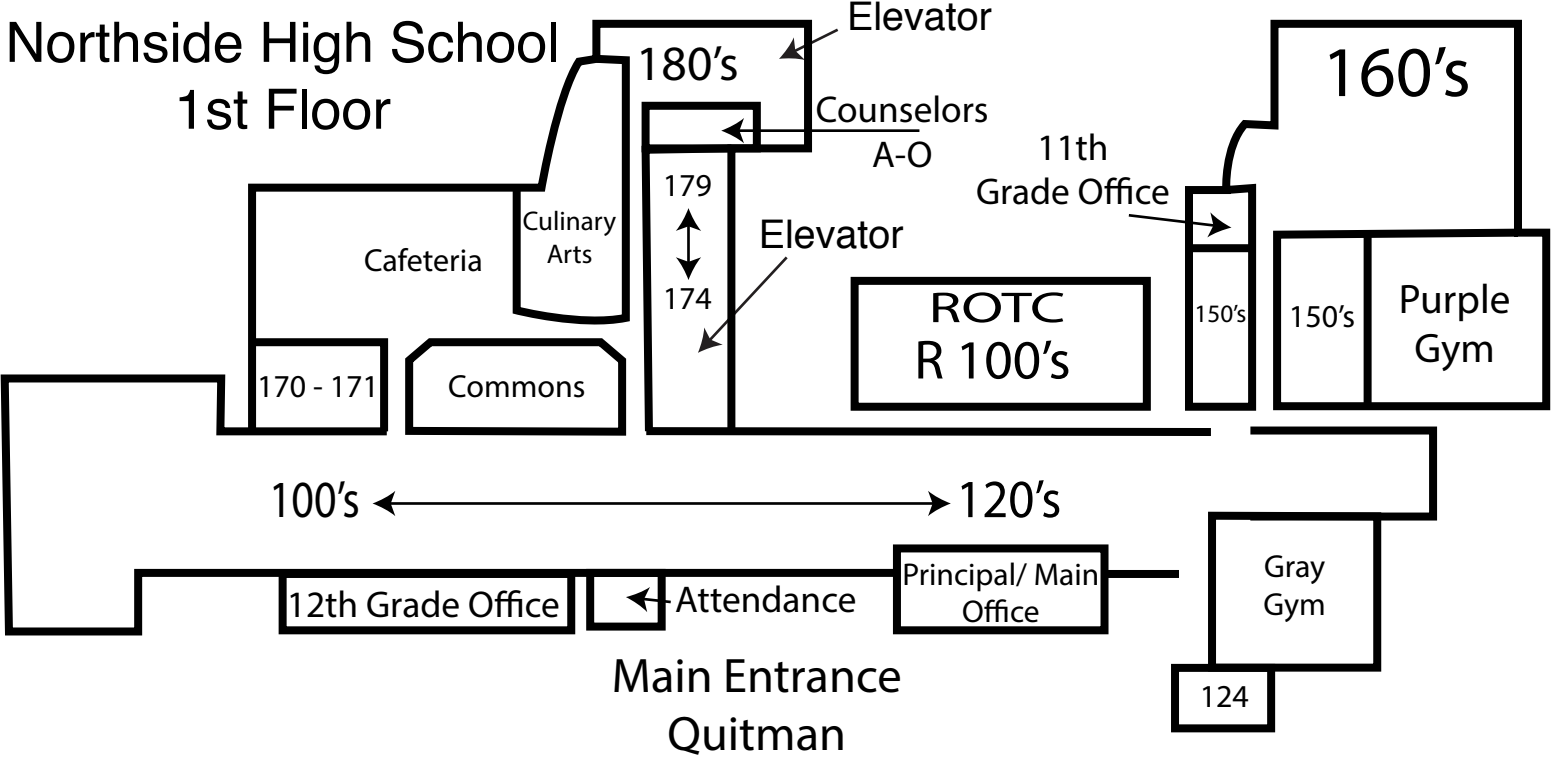 Northside High School
1st Floor
Elevator
180's
160's
Counselors
A-O
11th
Grade Office
179
174
Culinary
Arts
Elevator
Cafeteria
ROTC
R 100's
150's
150's
Purple
Gym
170 - 171
Commons
100's
120's
12th Grade Office
Attendance
Principal/ Main
Office
Gray
Gym
124
Main Entrance
Quitman